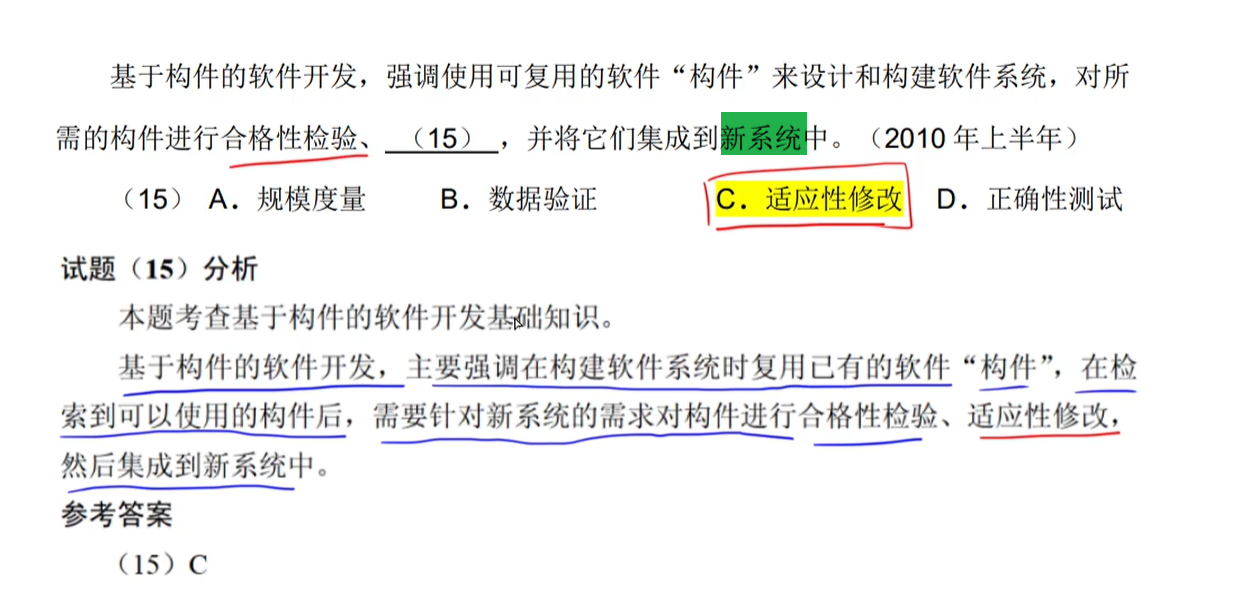 基于构件的软件开发，强调使用可复用的软件“构件”来设计和构建软件系统，对所
需的构件进行合格性检验、（15），并将它们集成到新系统中。（2010 年上半年）
（15） A．规模度量 B．数据验证 C．适应性修改 D．正确性测试
试题（15）分析
本题考查基于构件的软件开发基础知识。
基于构件的软件开发，主要强调在构建软件系统时复用已有的软件“构件”，在检
索到可以使用的构件后，需要针对新系统的需求对构件进行合格性检验、适应性修改，
然后集成到新系统中。
参考答案
（15）C